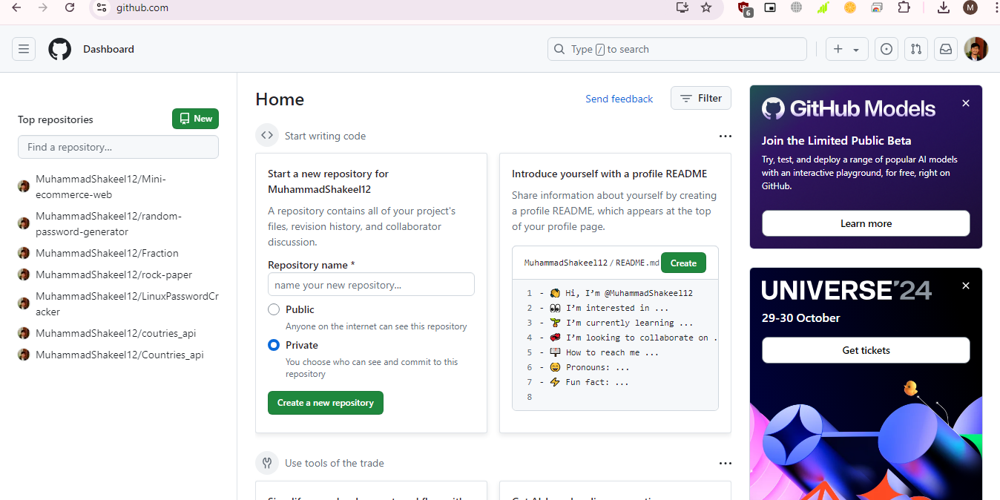 github.com
6
M
Dashboard
Type / to search
Top repositories
New
Find a repository...
MuhammadShakeel12/Mini-
ecommerce-web
MuhammadShakeel12/random-
password-generator
MuhammadShakeel12/Fraction
MuhammadShakeel12/rock-paper
MuhammadShakeel12/LinuxPasswordCr
acker
MuhammadShakeel12/coutries_api
MuhammadShakeel12/Countries_api
Home
Send feedback
Filter
Start writing code
Start a new repository for
MuhammadShakeel12
A repository contains all of your project's
files, revision history, and collaborator
discussion.
Repository name *
name your new repository...
Public
Anyone on the internet can see this repository
Private
You choose who can see and commit to this
repository
Create a new repository
Introduce yourself with a profile README
Share information about yourself by creating
a profile README, which appears at the top
of your profile page.
MuhammadShakeel12 / README.md
Create
1 - 👋 Hi, I’m @MuhammadShakeel12
2 - 👀 I’m interested in ...
3 - 🌱 I’m currently learning ...
4 - 💞️ I’m looking to collaborate on .
5 - 📫 How to reach me ...
6 - 😄 Pronouns: ...
7 - ⚡ Fun fact: ...
8
Use tools of the trade
GitHub Models
Join the Limited Public Beta
Try, test, and deploy a range of popular AI models
with an interactive playground, for free, right on
GitHub.
Learn more
UNIVERSE’24
29-30 October
Get tickets